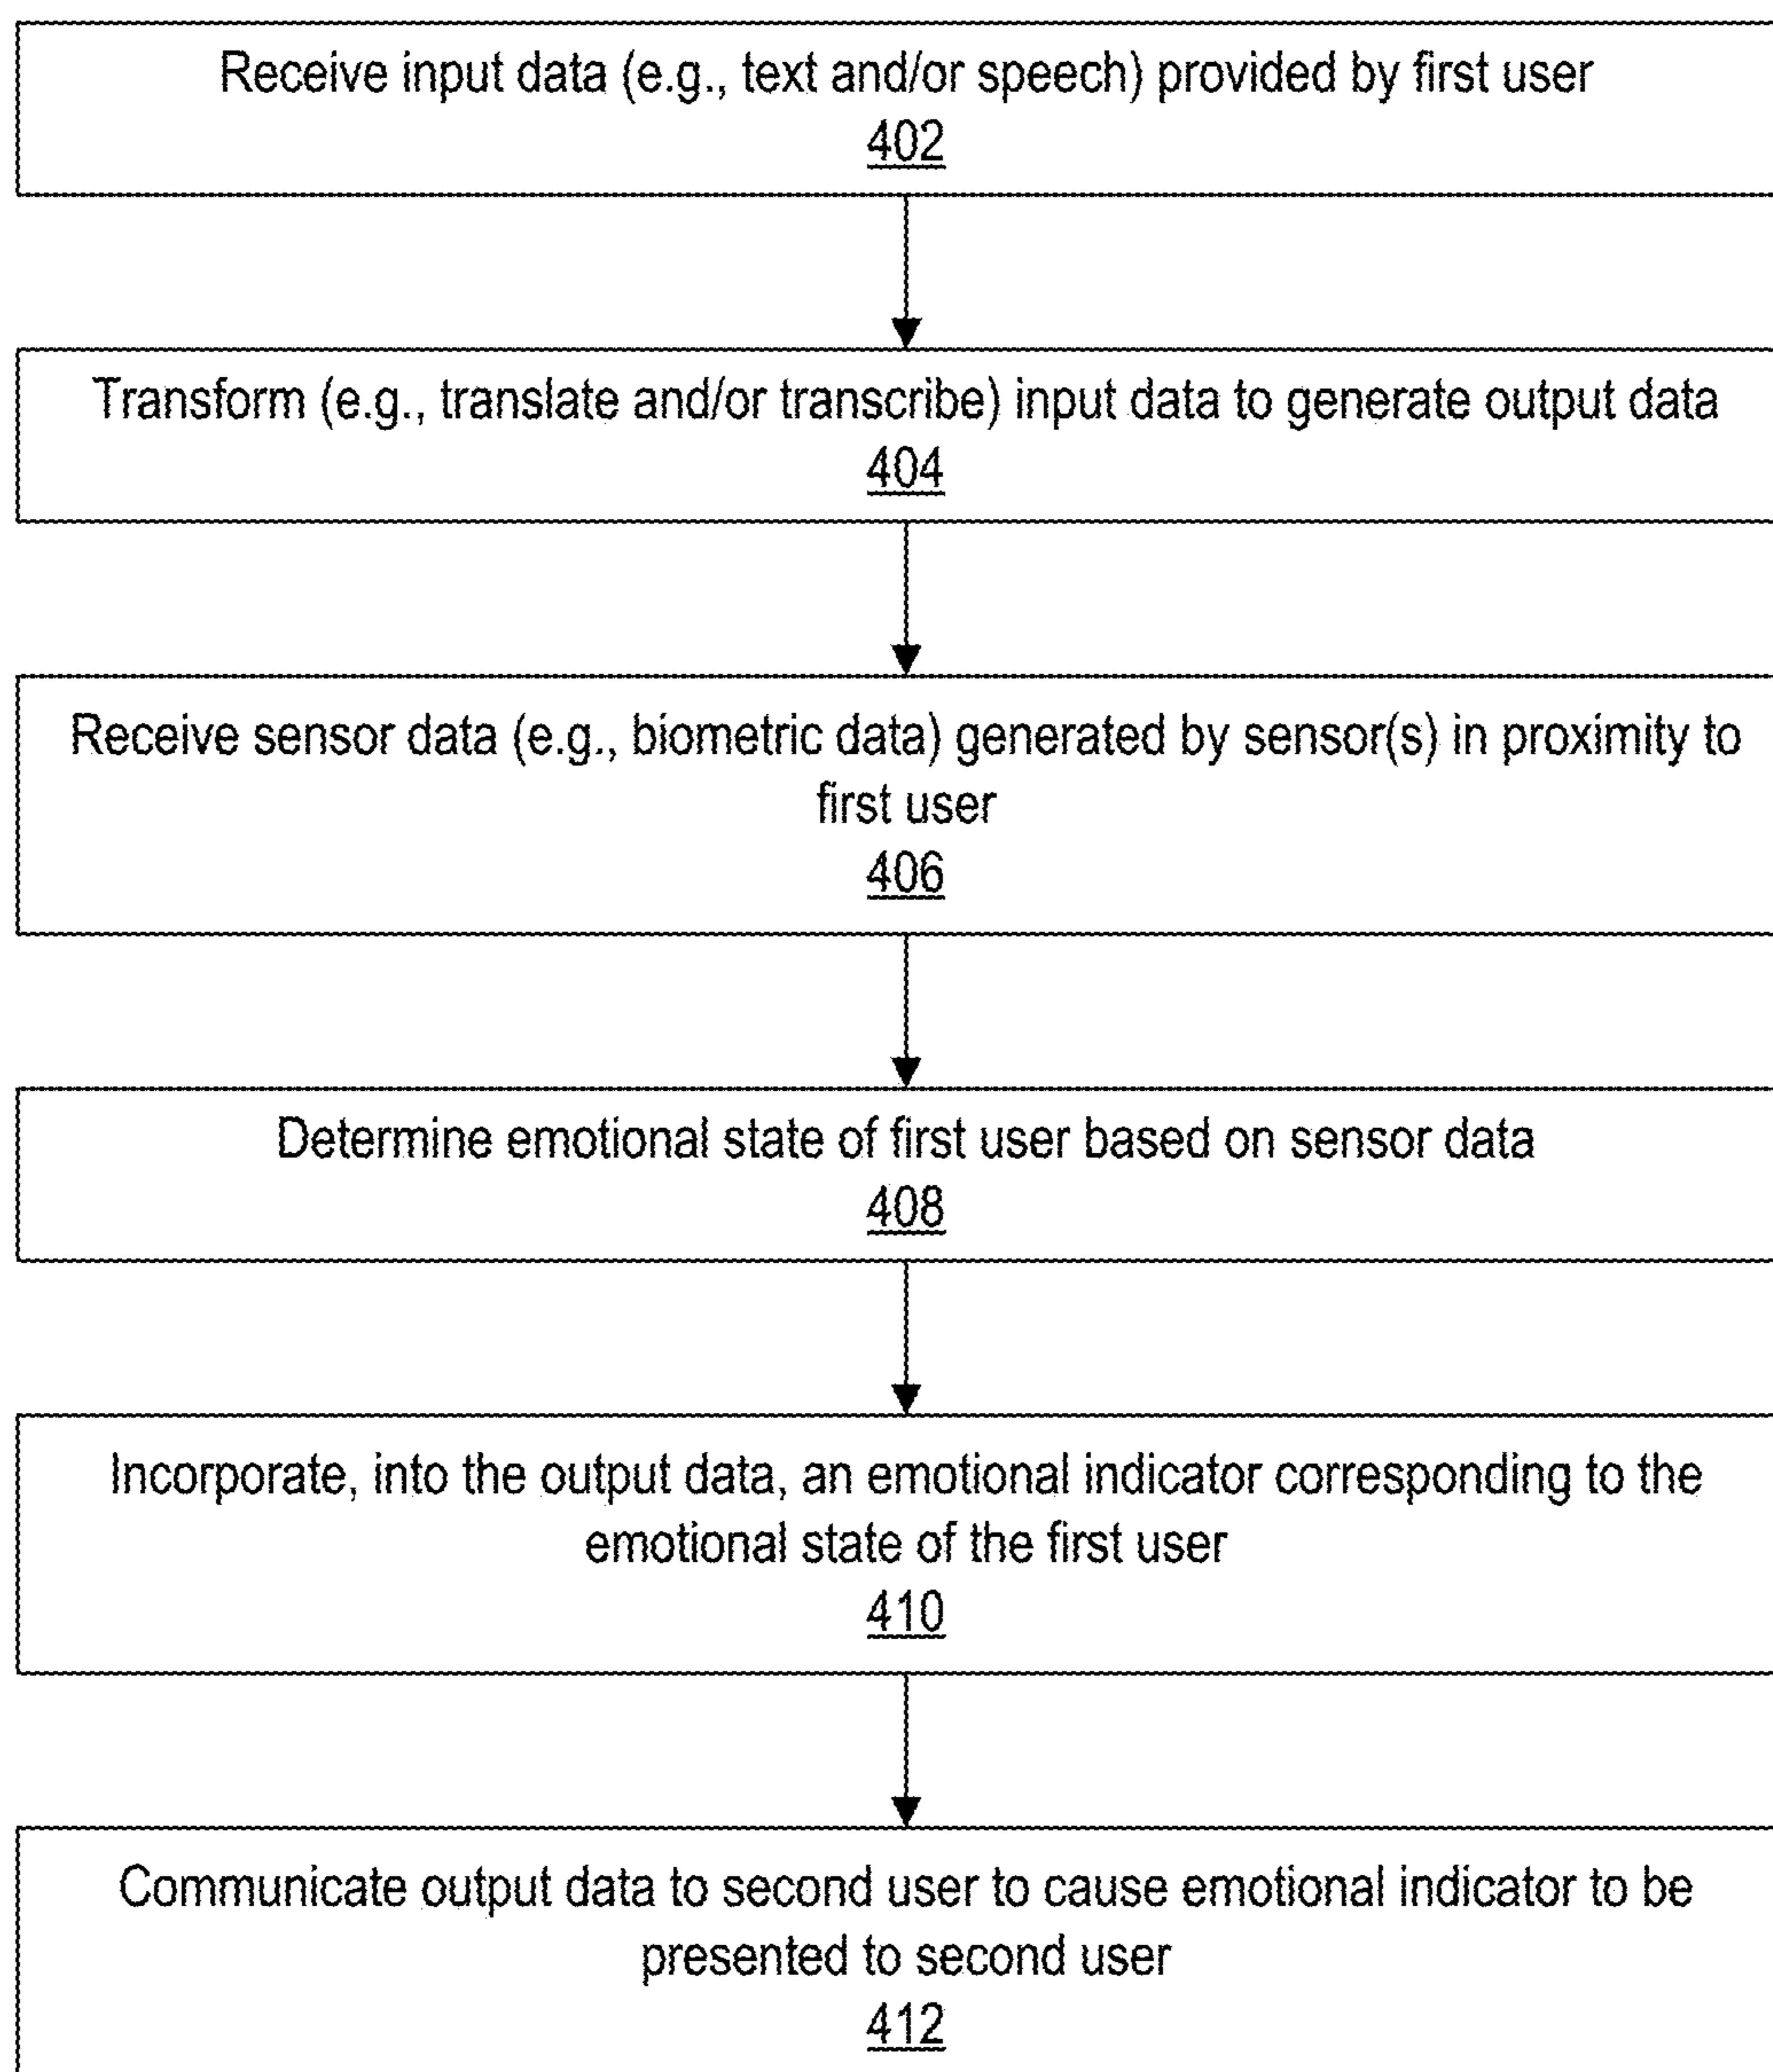 Receive input data (e.g., text and/or speech) provided by first user
402
Transform (e.g., translate and/or transcribe) input data to generate output data
404
Receive sensor data (e.g., biometric data) generated by sensor(s) in proximity to
first user
406
Determine emotional state of first user based on sensor data
408
Incorporate, into the output data, an emotional indicator corresponding to the
emotional state of the first user
410
Communicate output data to second user to cause emotional indicator to be
presented to second user
412